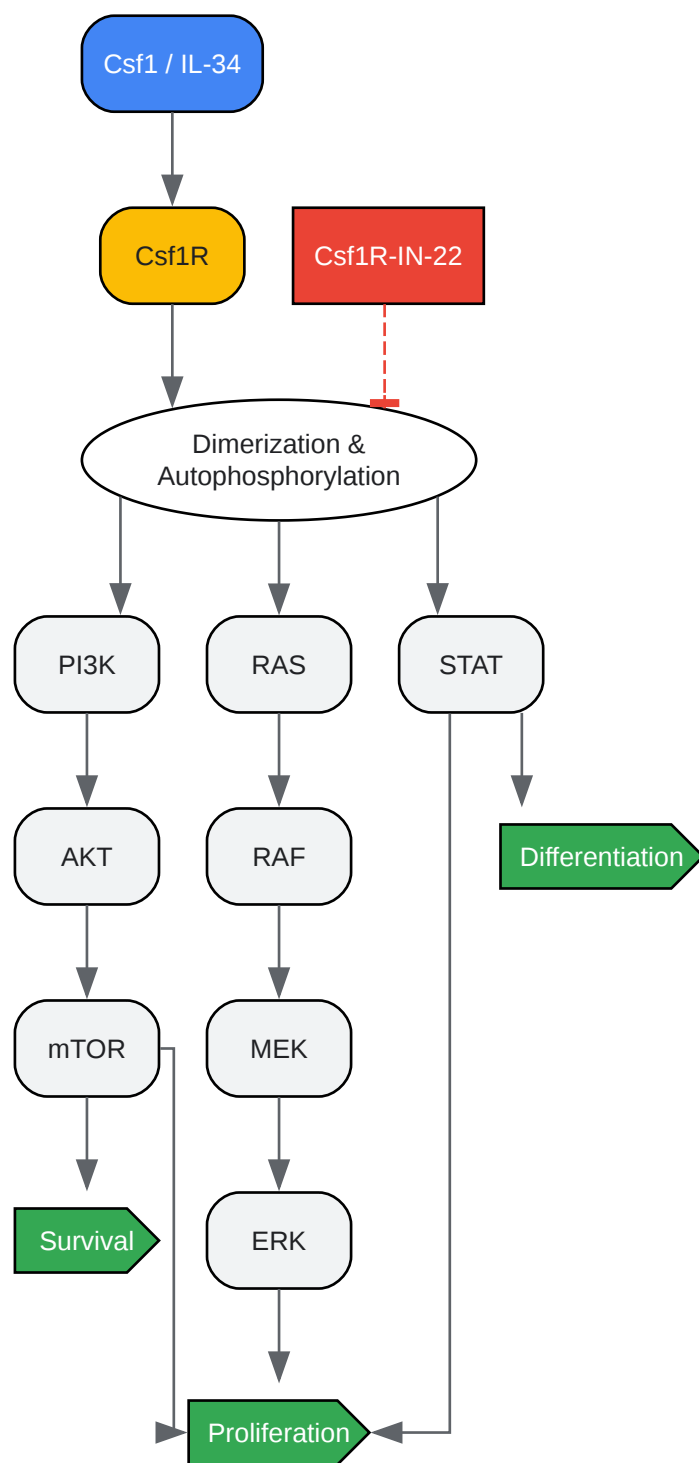 Csf1 / IL-34
Csf1R
Csf1R-IN-22
Dimerization &
Autophosphorylation
PI3K
RAS
STAT
AKT
RAF
Differentiation
mTOR
MEK
Survival
ERK
Proliferation